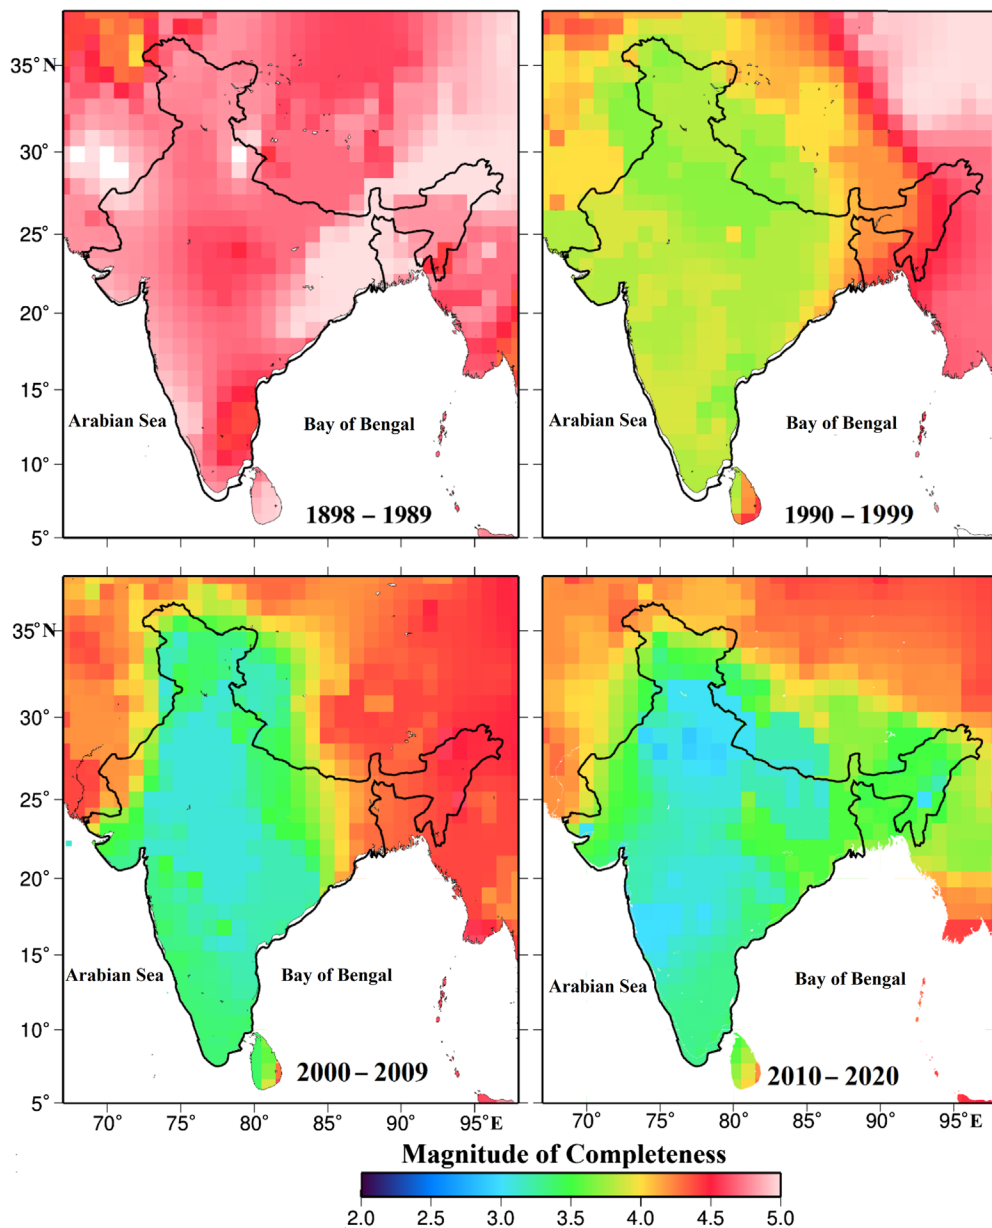 35° N
30°
25°
20°
15°
10°
5°
Arabian Sea
Bay of Bengal
1898 – 1989
Arabian Sea
Bay of Bengal
1990 – 1999
35° N
30°
25°
20°
15°
10°
5°
Arabian Sea
Bay of Bengal
2000 – 2009
Arabian Sea
Bay of Bengal
2010 – 2020
70° 75° 80° 85° 90° 95° E
70° 75° 80° 85° 90° 95° E
Magnitude of Completeness
2.0 2.5 3.0 3.5 4.0 4.5 5.0